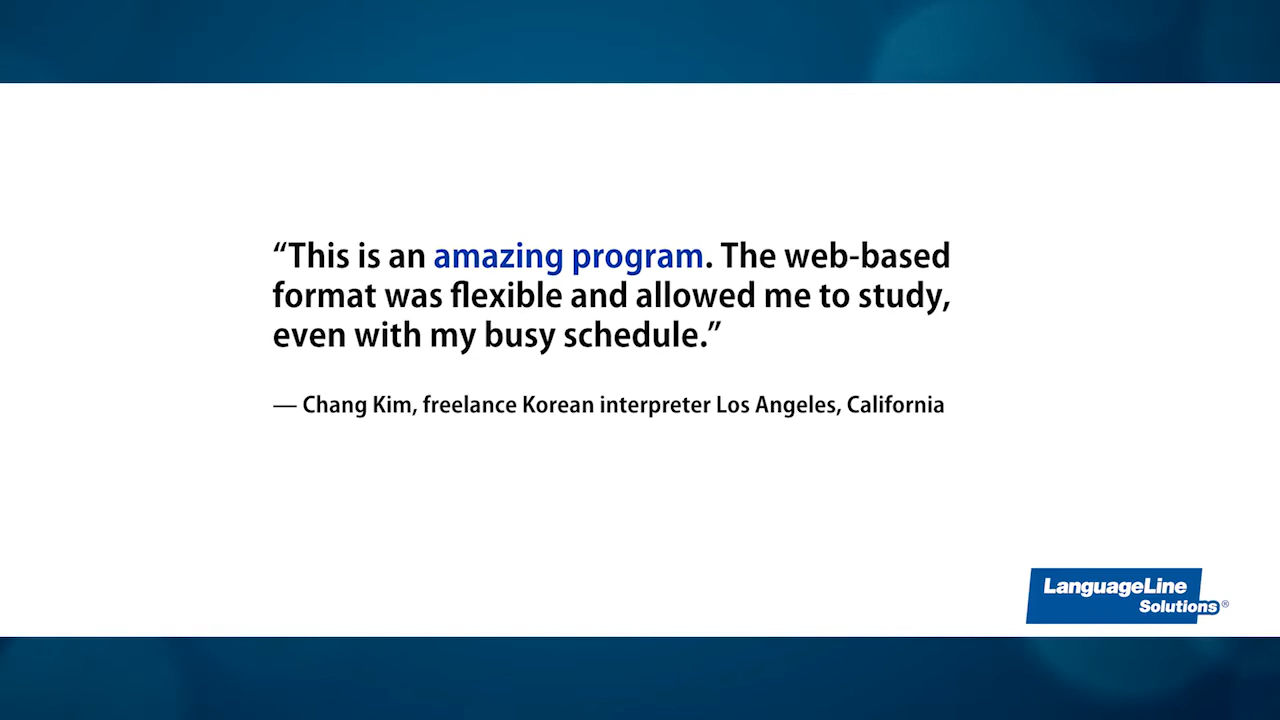 “This is an amazing program. The web-based
format was flexible and allowed me to study,
even with my busy schedule.”
— Chang Kim, freelance Korean interpreter Los Angeles, California
LanguageLine
Solutions®